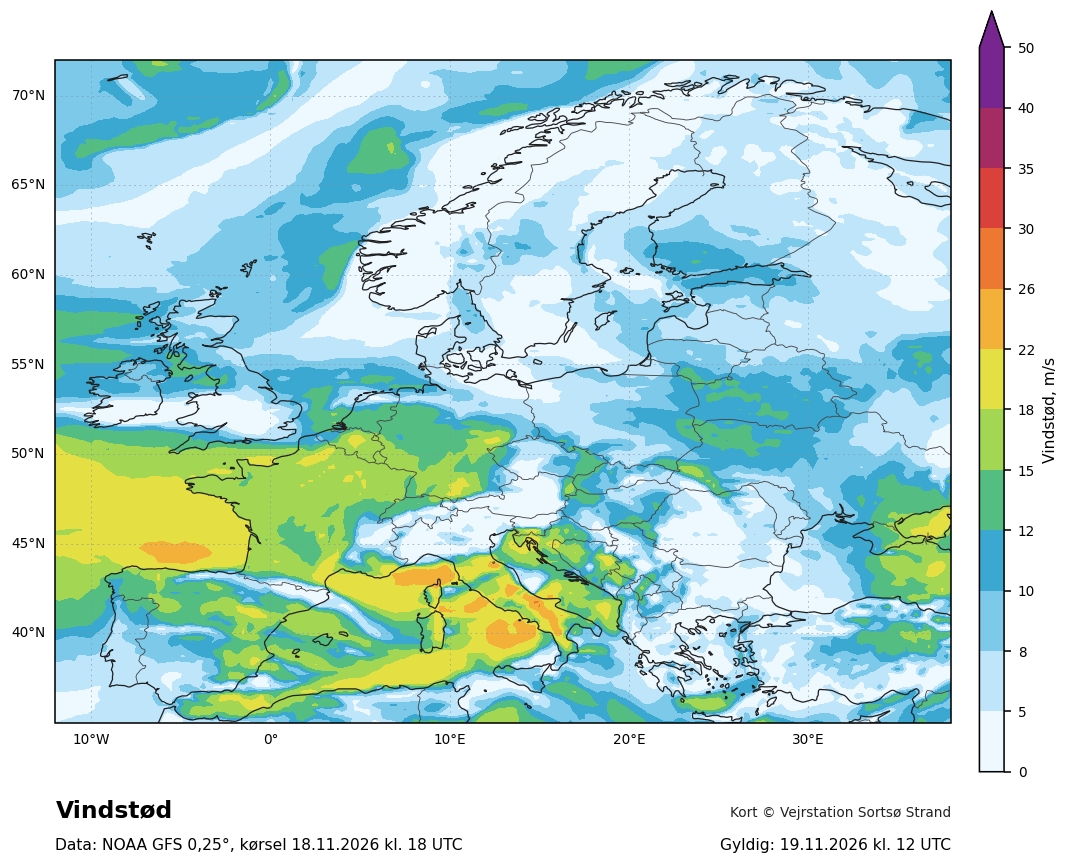 70°N
65°N
60°N
55°N
50°N
45°N
40°N
10°W
0°
10°E
20°E
30°E
50
40
35
30
26
22
18
15
12
10
8
5
0
Vindstød, m/s
Vindstød
Kort © Vejrstation Sortsø Strand
Data: NOAA GFS 0,25°, kørsel 18.11.2026 kl. 18 UTC
Gyldig: 19.11.2026 kl. 12 UTC